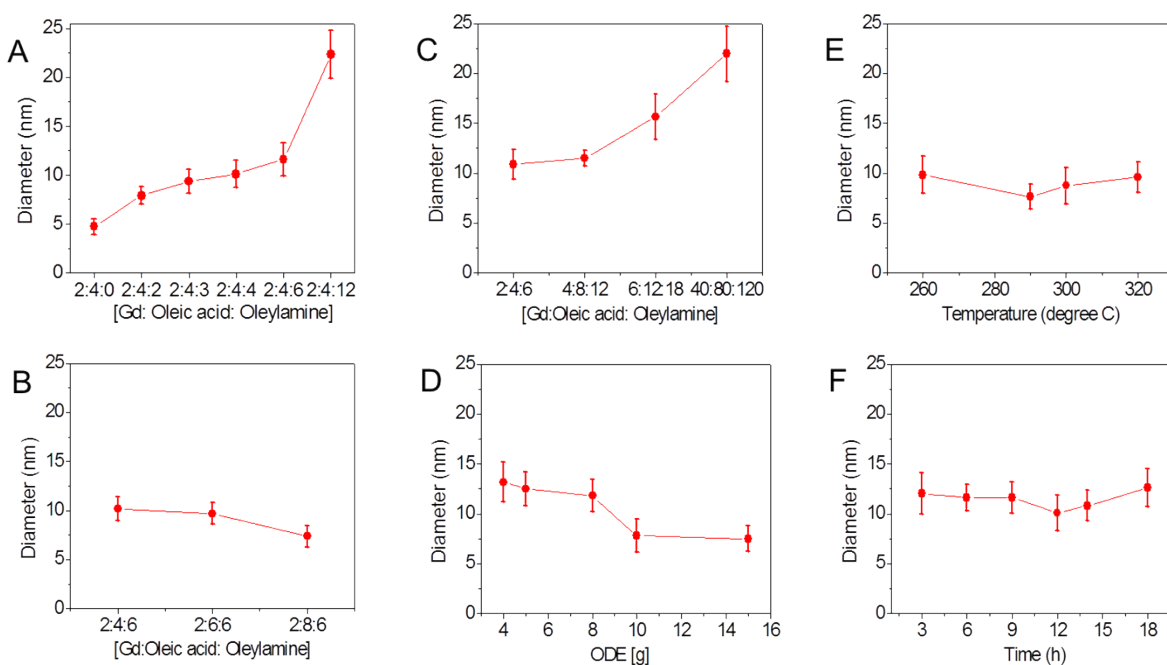 A
Diameter (nm)
25
20
15
10
5
0
2:4:0 2:4:2 2:4:3 2:4:4 2:4:6 2:4:12
[Gd: Oleic acid: Oleylamine]
C
Diameter (nm)
25
20
15
10
5
0
2:4:6 4:8:12 6:12:18 40:80:120
[Gd:Oleic acid: Oleylamine]
E
Diameter (nm)
25
20
15
10
5
0
260 280 300 320
Temperature (degree C)
B
Diameter (nm)
25
20
15
10
5
0
2:4:6 2:6:6 2:8:6
[Gd:Oleic acid: Oleylamine]
D
Diameter (nm)
25
20
15
10
5
0
4 6 8 10 12 14 16
ODE [g]
F
Diameter (nm)
25
20
15
10
5
0
3 6 9 12 15 18
Time (h)